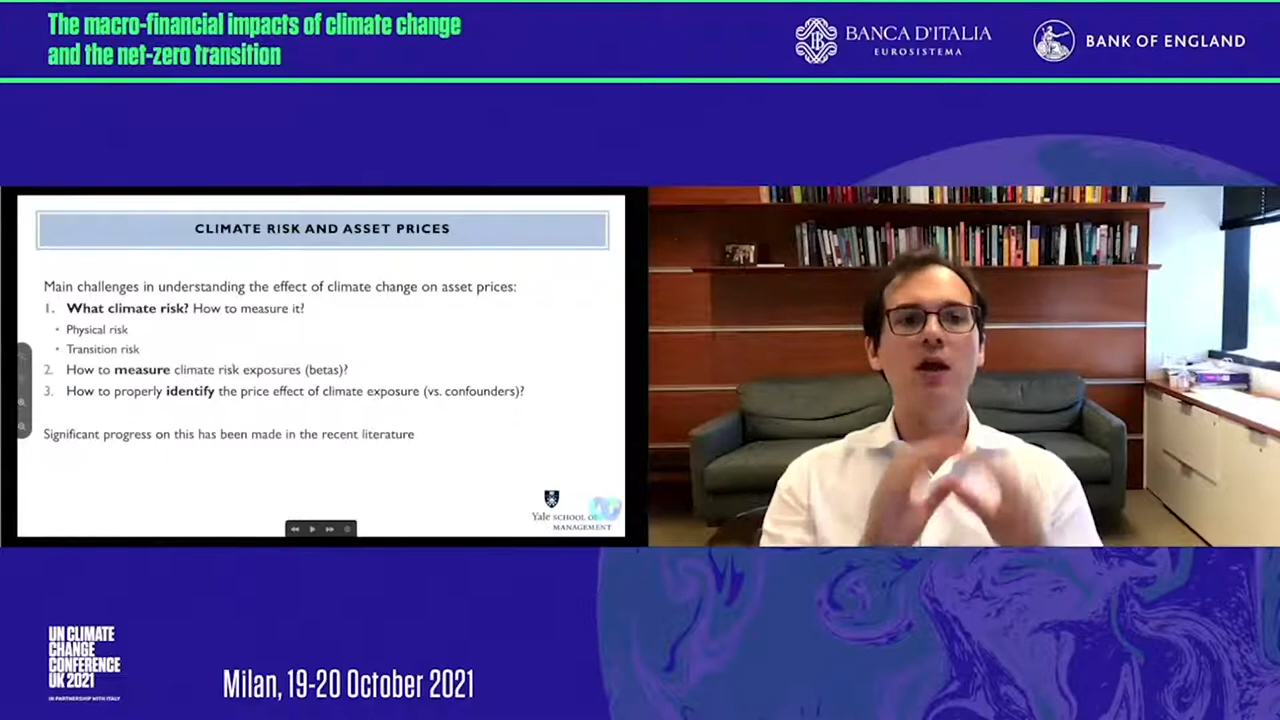 The macro-financial impacts of climate change
and the net-zero transition
BANCA D'ITALIA
EUROSISTEMA
BANK OF ENGLAND
CLIMATE RISK AND ASSET PRICES
Main challenges in understanding the effect of climate change on asset prices:
1. What climate risk? How to measure it?
• Physical risk
• Transition risk
2. How to measure climate risk exposures (betas)?
3. How to properly identify the price effect of climate exposure (vs. confounders)?
Significant progress on this has been made in the recent literature
Yale SCHOOL OF
MANAGEMENT
UN CLIMATE
CHANGE
CONFERENCE
UK 2021
IN PARTNERSHIP WITH ITALY
Milan, 19-20 October 2021